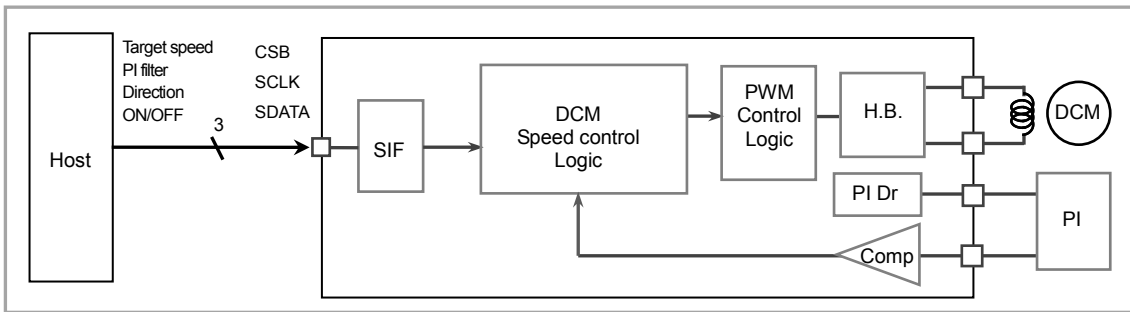 Host
Target speed
PI filter
Direction
ON/OFF
3
CSB
SCLK
SDATA
SIF
DCM
Speed control
Logic
PWM
Control
Logic
H.B.
DCM
PI Dr
PI
Comp